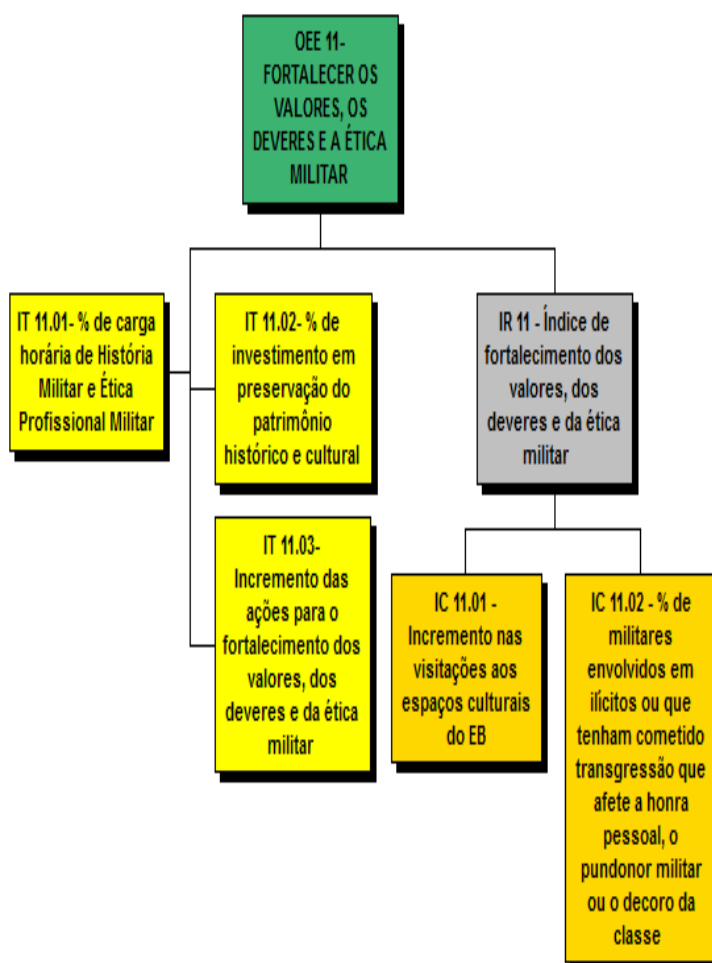 OEE 11-
FORTALECER OS
VALORES, OS
DEVERES E A ÉTICA
MILITAR
IT 11.01- % de carga
horária de História
Militar e Ética
Profissional Militar
IT 11.02- % de
investimento em
preservação do
patrimônio
histórico e cultural
IR 11 - Índice de
fortalecimento dos
valores, dos
deveres e da ética
militar
IT 11.03-
Incremento das
ações para o
fortalecimento dos
valores, dos
deveres e da ética
militar
IC 11.01 -
Incremento nas
visitações aos
espaços culturais
do EB
IC 11.02 - % de
militares
envolvidos em
ilícitos ou que
tenham cometido
transgressão que
afete a honra
pessoal, o
pundonor militar
ou o decoro da
classe